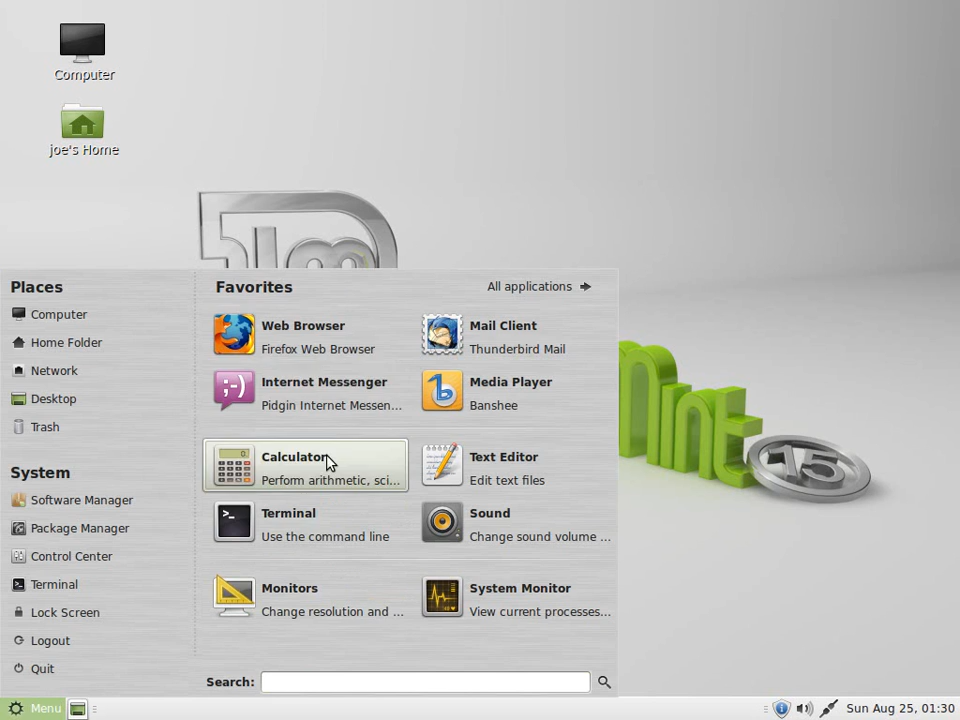 Computer
joe's Home
Places
Computer
Home Folder
Network
Desktop
Trash
System
Software Manager
Package Manager
Control Center
Terminal
Lock Screen
Logout
Quit
Favorites
All applications
Web Browser
Firefox Web Browser
Mail Client
Thunderbird Mail
Internet Messenger
Pidgin Internet Messen...
Media Player
Banshee
Calculator
Perform arithmetic, sci...
Text Editor
Edit text files
Terminal
Use the command line
Sound
Change sound volume ...
Monitors
Change resolution and ...
System Monitor
View current processes...
Search:
mint
15
Menu
Sun Aug 25, 01:30